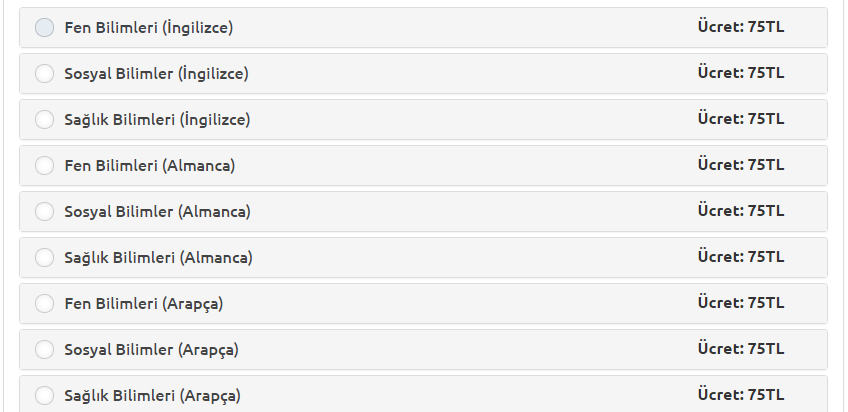 Fen Bilimleri (İngilizce) Ücret: 75TL
Sosyal Bilimler (İngilizce) Ücret: 75TL
Sağlık Bilimleri (İngilizce) Ücret: 75TL
Fen Bilimleri (Almanca) Ücret: 75TL
Sosyal Bilimler (Almanca) Ücret: 75TL
Sağlık Bilimleri (Almanca) Ücret: 75TL
Fen Bilimleri (Arapça) Ücret: 75TL
Sosyal Bilimler (Arapça) Ücret: 75TL
Sağlık Bilimleri (Arapça) Ücret: 75TL